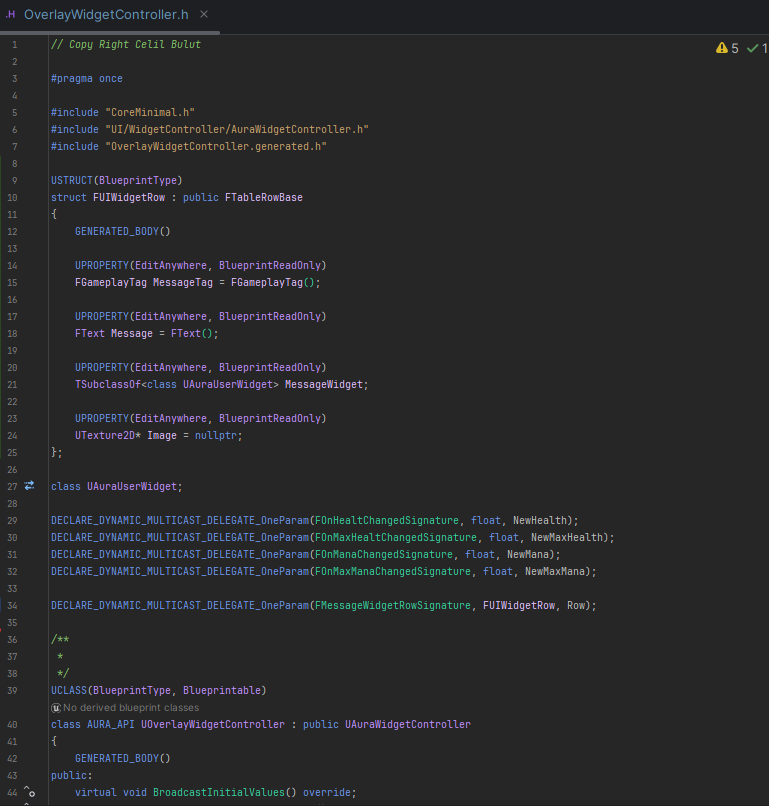 .H OverlayWidgetController.h ×
5 1
1 // Copy Right Celil Bulut
2
3 #pragma once
4
5 #include "CoreMinimal.h"
6 #include "UI/WidgetController/AuraWidgetController.h"
7 #include "OverlayWidgetController.generated.h"
8
9 USTRUCT(BlueprintType)
10 struct FUIWidgetRow : public FTableRowBase
11 {
12     GENERATED_BODY()
13
14     UPROPERTY(EditAnywhere, BlueprintReadOnly)
15     FGameplayTag MessageTag = FGameplayTag();
16
17     UPROPERTY(EditAnywhere, BlueprintReadOnly)
18     FText Message = FText();
19
20     UPROPERTY(EditAnywhere, BlueprintReadOnly)
21     TSubclassOf<class UAuraUserWidget> MessageWidget;
22
23     UPROPERTY(EditAnywhere, BlueprintReadOnly)
24     UTexture2D* Image = nullptr;
25 };
26
27 class UAuraUserWidget;
28
29 DECLARE_DYNAMIC_MULTICAST_DELEGATE_OneParam(FOnHealtChangedSignature, float, NewHealth);
30 DECLARE_DYNAMIC_MULTICAST_DELEGATE_OneParam(FOnMaxHealtChangedSignature, float, NewMaxHealth);
31 DECLARE_DYNAMIC_MULTICAST_DELEGATE_OneParam(FOnManaChangedSignature, float, NewMana);
32 DECLARE_DYNAMIC_MULTICAST_DELEGATE_OneParam(FOnMaxManaChangedSignature, float, NewMaxMana);
33
34 DECLARE_DYNAMIC_MULTICAST_DELEGATE_OneParam(FMessageWidgetRowSignature, FUIWidgetRow, Row);
35
36 /**
37  *
38  */
39 UCLASS(BlueprintType, Blueprintable)
No derived blueprint classes
40 class AURA_API UOverlayWidgetController : public UAuraWidgetController
41 {
42     GENERATED_BODY()
43 public:
44     virtual void BroadcastInitialValues() override;